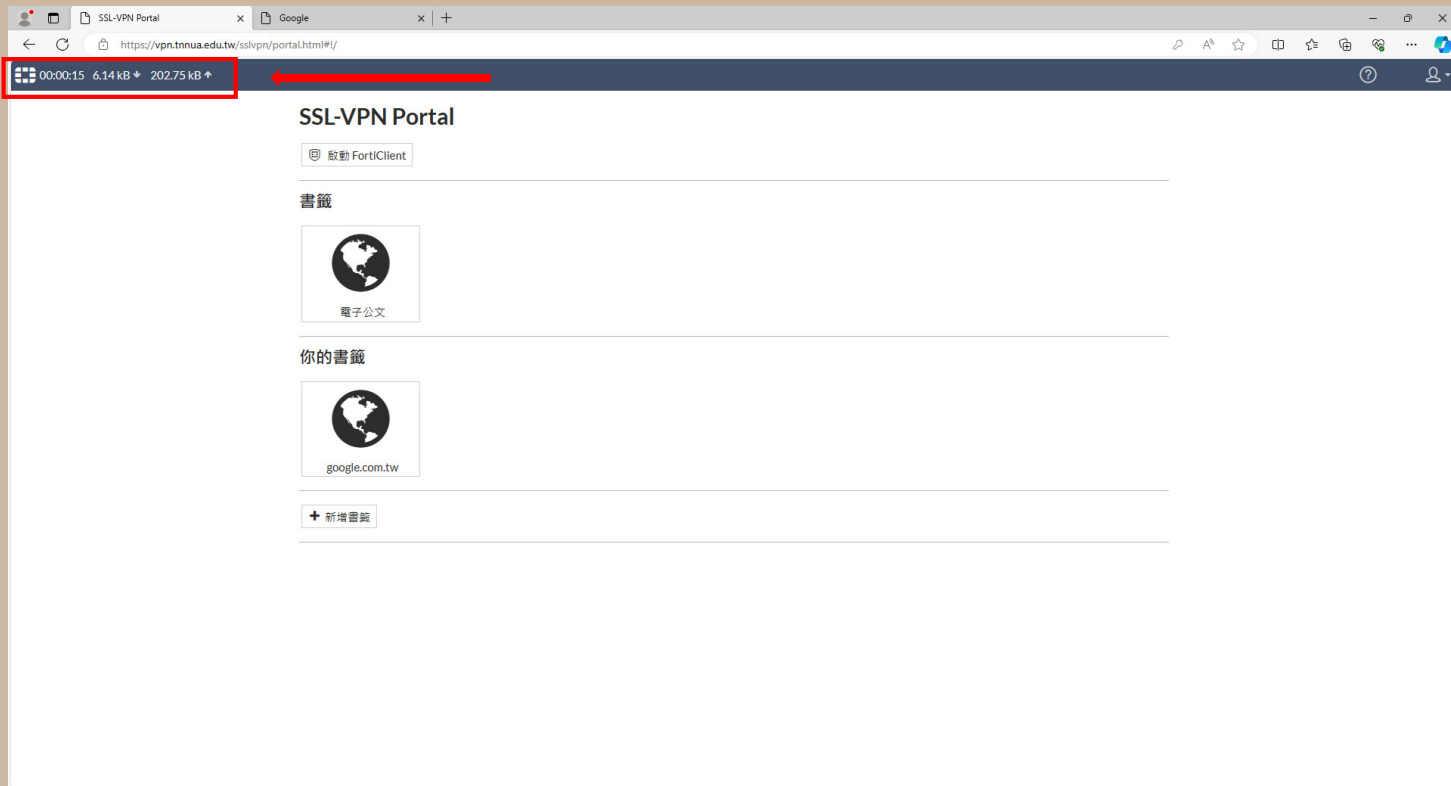 SSL-VPN Portal
Google
https://vpn.tnnua.edu.tw/sslvpn/portal.html#!/
00:00:15 6.14 kB 202.75 kB
SSL-VPN Portal
啟動 FortiClient
書籤
電子公文
你的書籤
google.com.tw
新增書籤